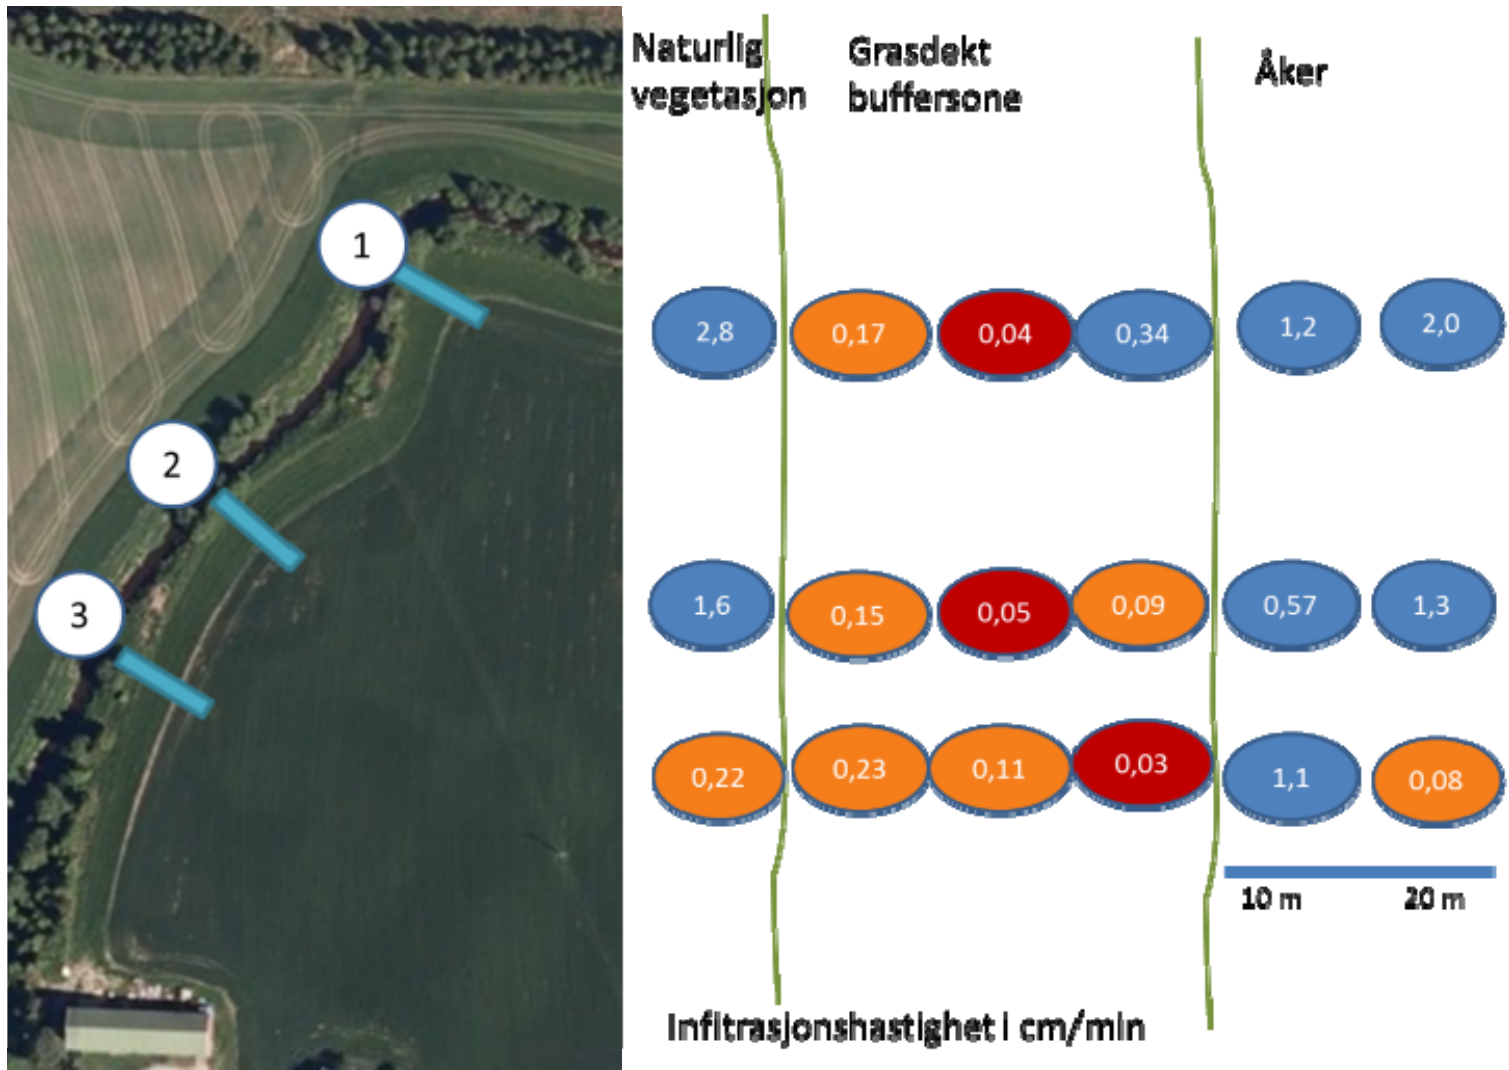 1
2
3
Naturlig
vegetasjon
Grasdekt
buffersone
Åker
2,8
0,17
0,04
0,34
1,2
2,0
1,6
0,15
0,05
0,09
0,57
1,3
0,22
0,23
0,11
0,03
1,1
0,08
10 m
20 m
Infitrasjonshastighet i cm/min